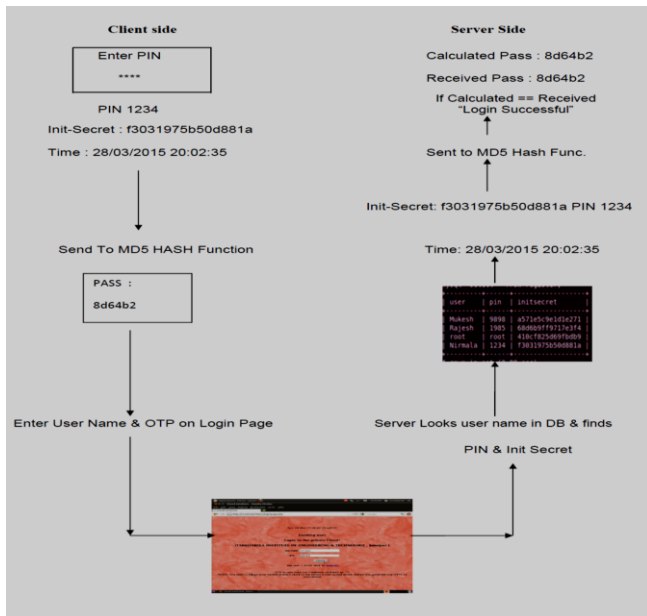 Client side
Enter PIN
****
PIN 1234
Init-Secret : f3031975b50d881a
Time : 28/03/2015 20:02:35
Send To MD5 HASH Function
PASS :
8d64b2
Enter User Name & OTP on Login Page
Server Side
Calculated Pass : 8d64b2
Received Pass : 8d64b2
If Calculated == Received
“Login Successful”
Sent to MD5 Hash Func.
Init-Secret: f3031975b50d881a PIN 1234
Time: 28/03/2015 20:02:35
user | pin | initsecret
Mukesh | 9898 | a571e5c9e1d1e271
Rajesh | 1985 | 68d6b9ff9717e3f4
root | root | 418cf825d69fbdb9
Nirmala | 1234 | f3031975b50d881a
Server Looks user name in DB & finds
PIN & Init Secret